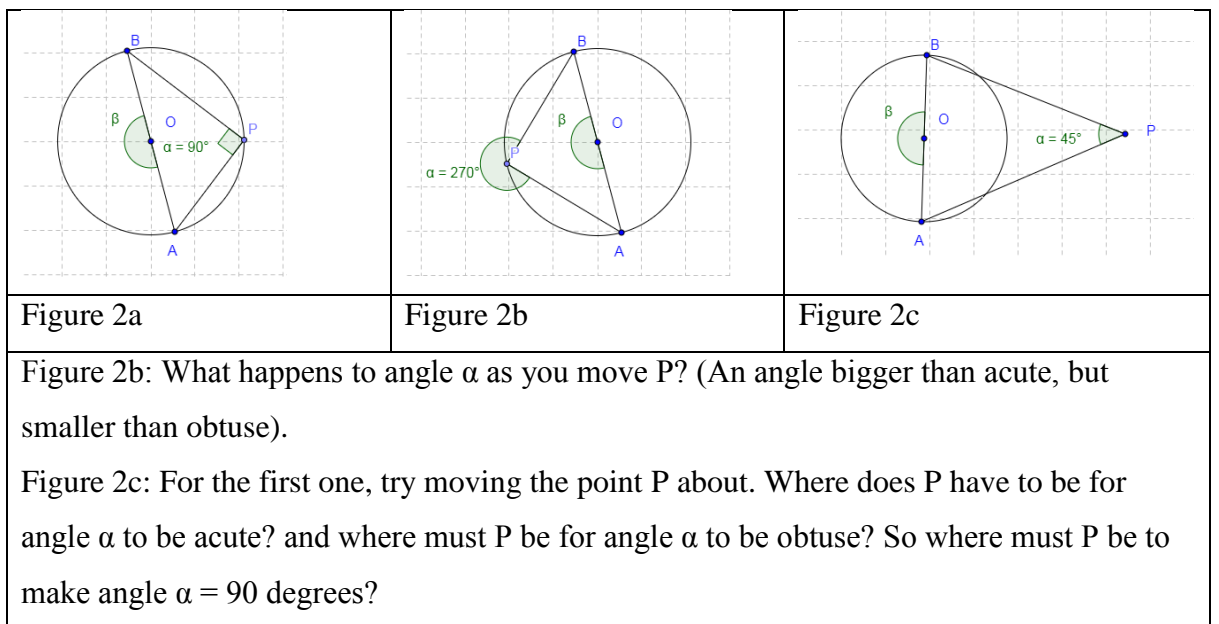 B
β
O
P
α = 90°
A
B
β
O
P
α = 270°
A
B
β
O
P
α = 45°
A
Figure 2a
Figure 2b
Figure 2c
Figure 2b: What happens to angle α as you move P? (An angle bigger than acute, but
smaller than obtuse).
Figure 2c: For the first one, try moving the point P about. Where does P have to be for
angle α to be acute? and where must P be for angle α to be obtuse? So where must P be to
make angle α = 90 degrees?